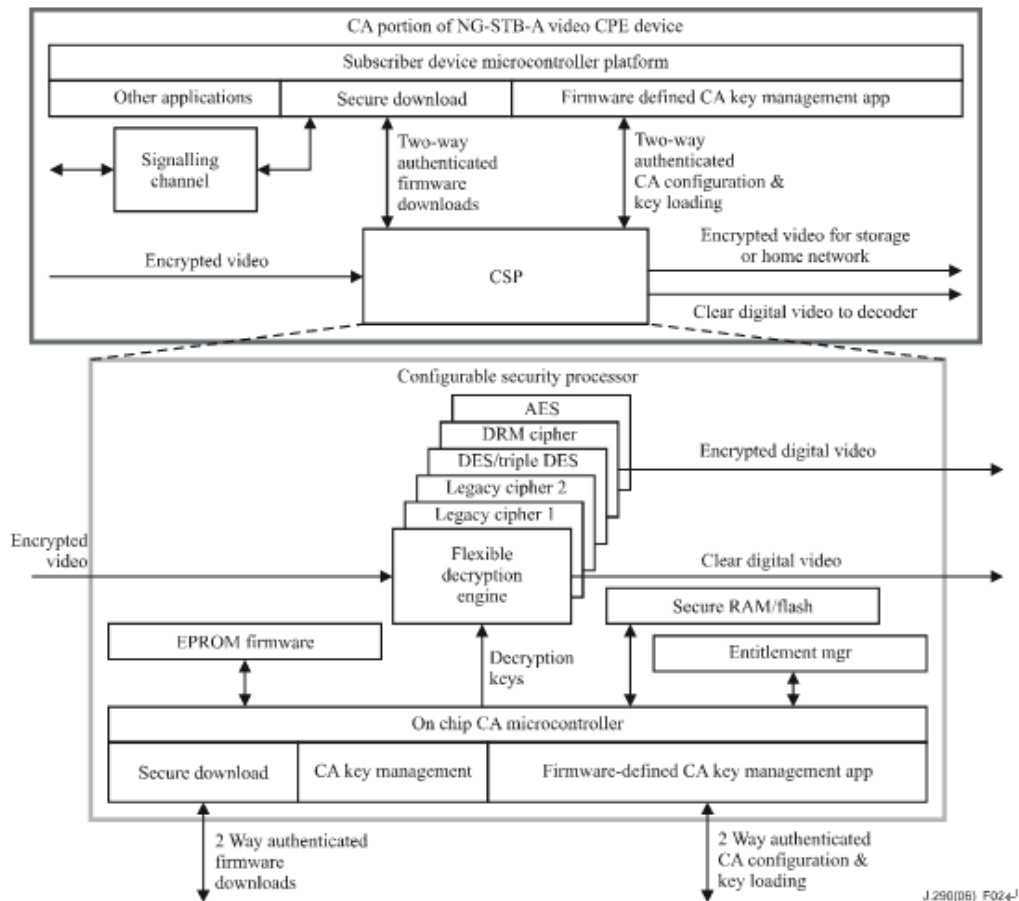 CA portion of NG-STB-A video CPE device
Subscriber device microcontroller platform
Other applications
Secure download
Firmware defined CA key management app
Signalling
channel
Two-way
authenticated
firmware
downloads
Two-way
authenticated
CA configuration &
key loading
Encrypted video
CSP
Encrypted video for storage
or home network
Clear digital video to decoder
Configurable security processor
AES
DRM cipher
DES/triple DES
Legacy cipher 2
Legacy cipher 1
Flexible
decryption
engine
Encrypted digital video
Encrypted
video
Clear digital video
Secure RAM/flash
EPROM firmware
Decryption
keys
Entitlement mgr
On chip CA microcontroller
Secure download
CA key management
Firmware-defined CA key management app
2 Way authenticated
firmware
downloads
2 Way authenticated
CA configuration &
key loading
J.290(06)_F024